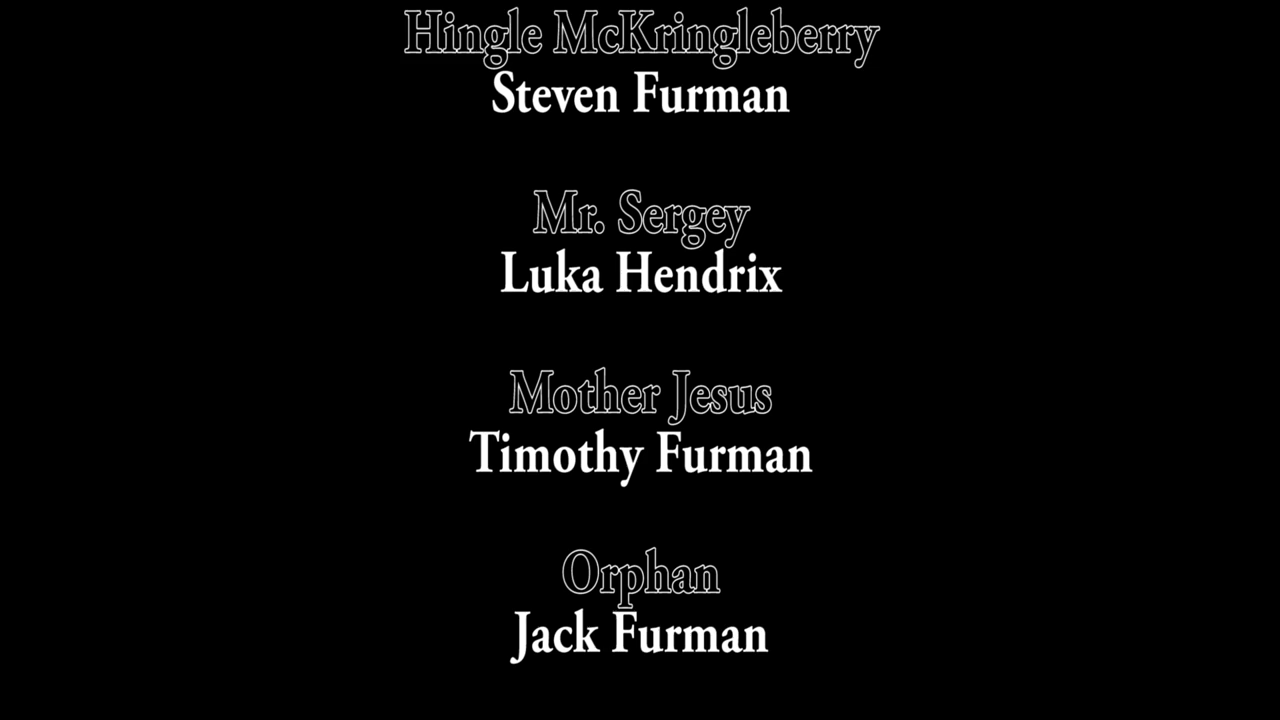 Hingle McKringleberry
Steven Furman
Mr. Sergey
Luka Hendrix
Mother Jesus
Timothy Furman
Orphan
Jack Furman